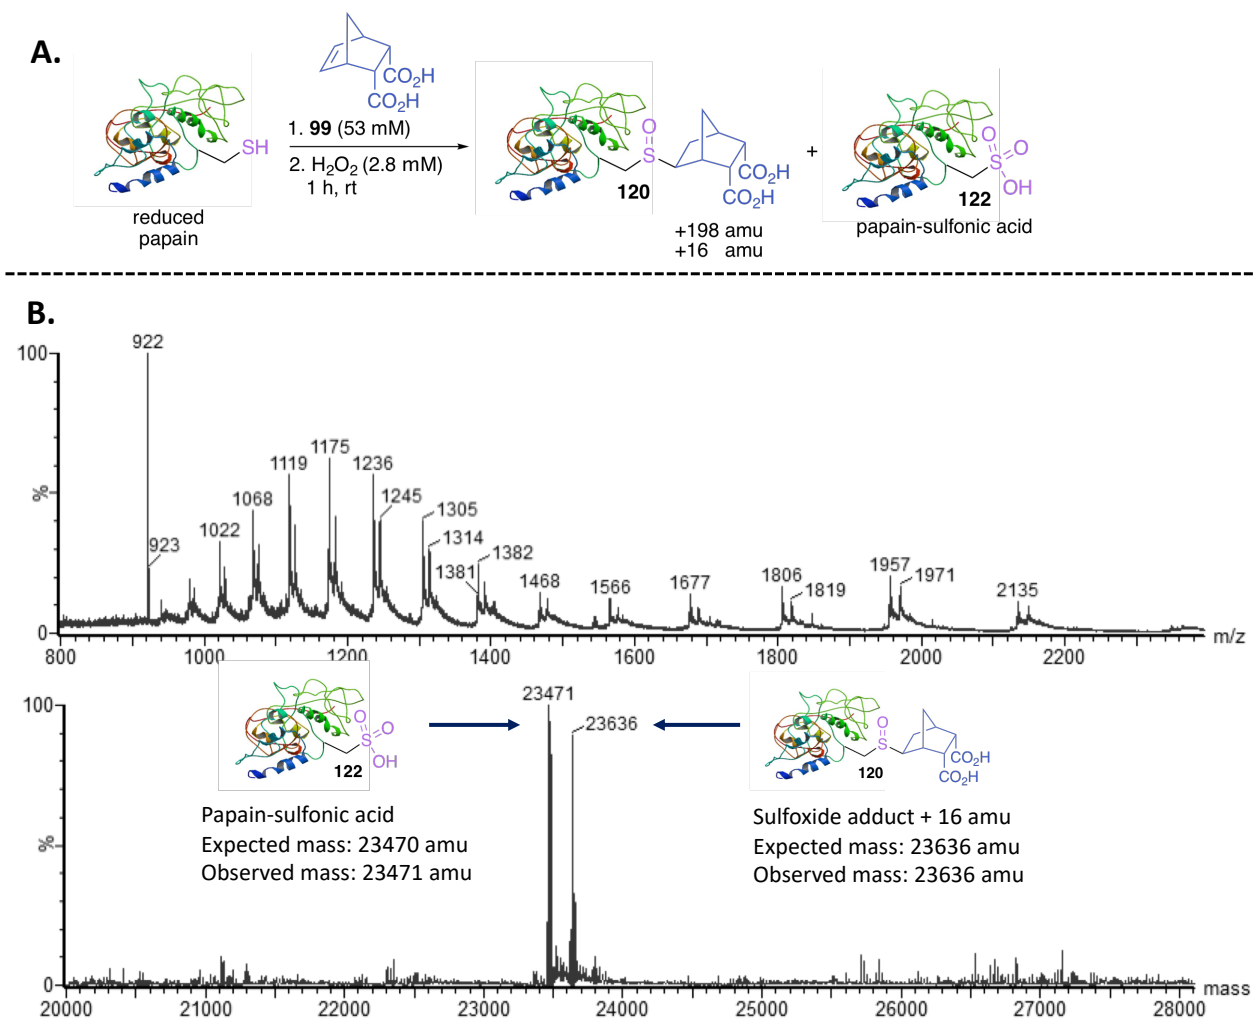 A.
CO₂H
CO₂H
1. 99 (53 mM)
2. H₂O₂ (2.8 mM)
1 h, rt
SH
reduced
papain
O
S
CO₂H
CO₂H
120
+198 amu
+16 amu
+
O
S
O
OH
122
papain-sulfonic acid
B.
922
100
1175
1119
1236
1068
1245
%
1305
1022
1314
923
1382
1381
1468
1566
1677
1806
1819
1957
1971
2135
0
m/z
800
1000
1200
1400
1600
1800
2000
2200
100
23471
23636
O
S
O
OH
122
O
S
CO₂H
CO₂H
120
Papain-sulfonic acid
Expected mass: 23470 amu
Observed mass: 23471 amu
Sulfoxide adduct + 16 amu
Expected mass: 23636 amu
Observed mass: 23636 amu
%
0
mass
20000
21000
22000
23000
24000
25000
26000
27000
28000